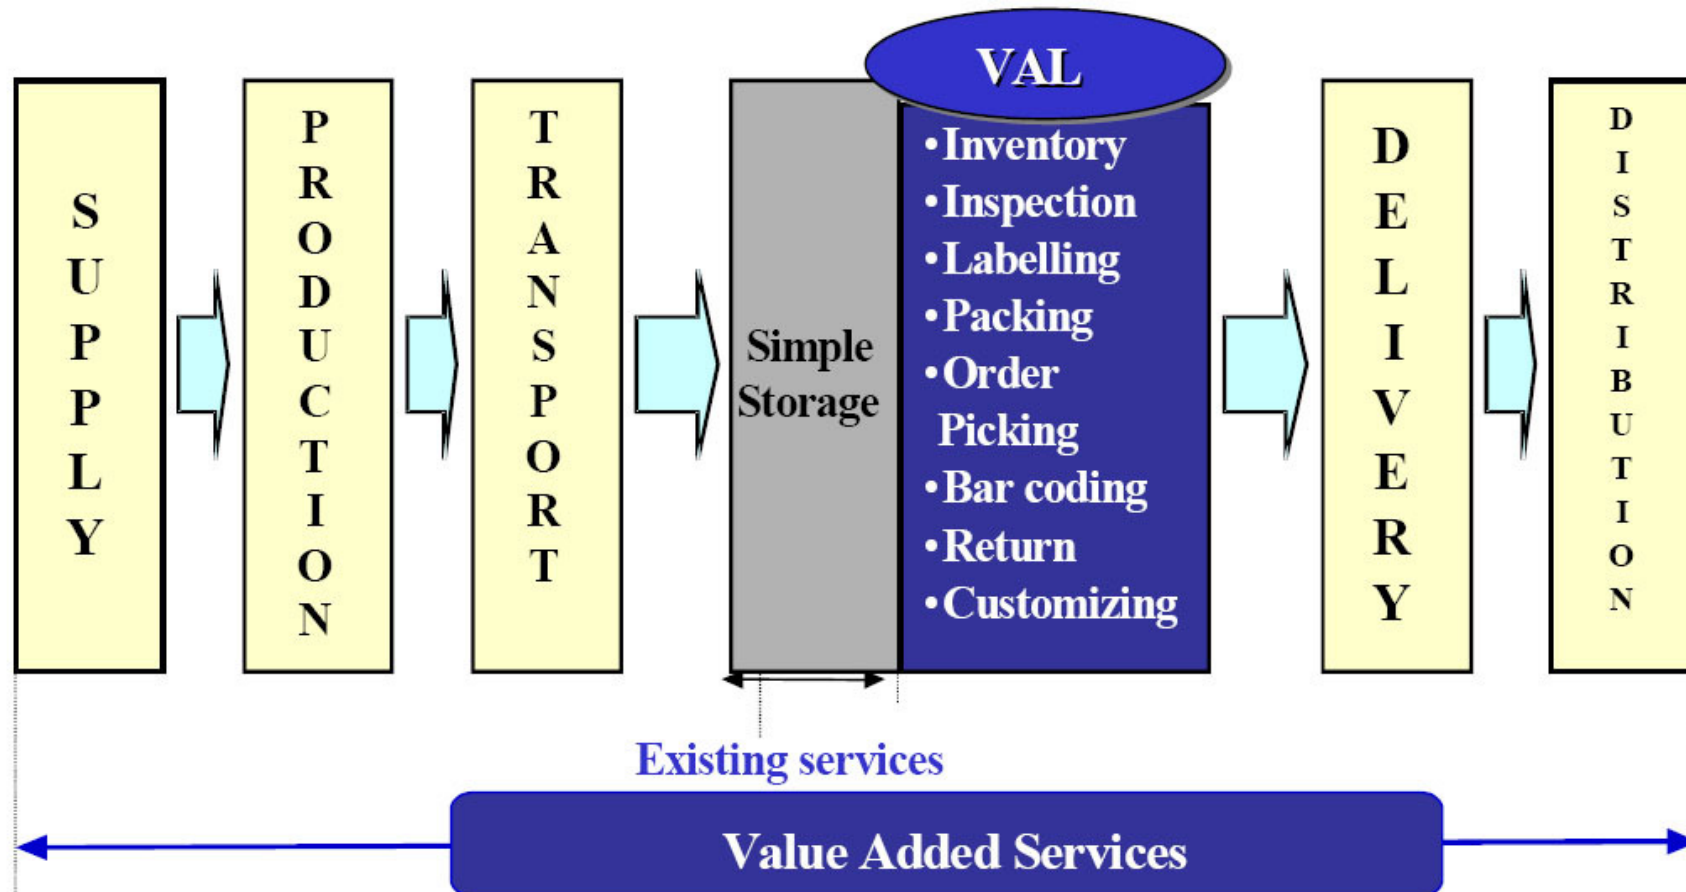 SUPPLY
PRODUCTION
TRANSPORT
Simple
Storage
VAL
•Inventory
•Inspection
•Labelling
•Packing
•Order
Picking
•Bar coding
•Return
•Customizing
DELIVERY
DISTRIBUTION
Existing services
Value Added Services